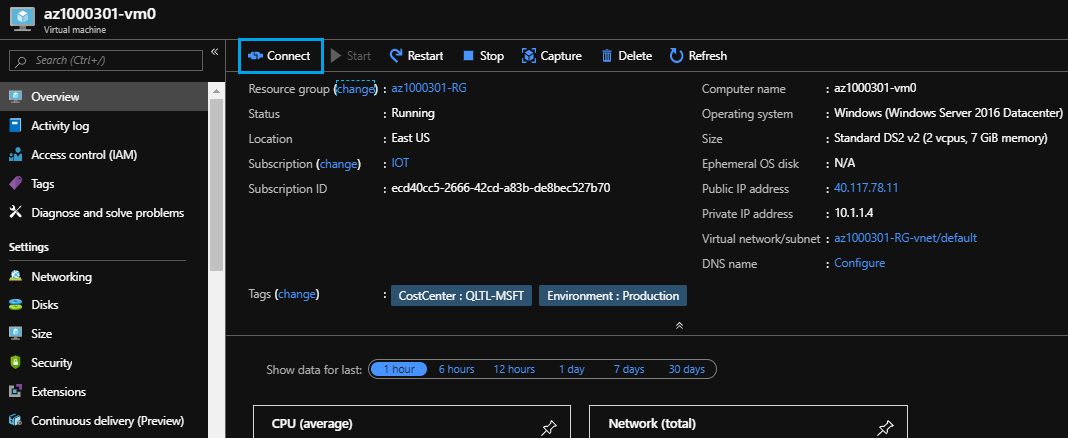 az1000301-vm0
Virtual machine
Search (Ctrl+/)
«
Overview
Activity log
Access control (IAM)
Tags
Diagnose and solve problems
Settings
Networking
Disks
Size
Security
Extensions
Continuous delivery (Preview)
Connect Start Restart Stop Capture Delete Refresh
Resource group (change) : az1000301-RG
Status : Running
Location : East US
Subscription (change) : IOT
Subscription ID : ecd40cc5-2666-42cd-a83b-de8bec527b70
Computer name : az1000301-vm0
Operating system : Windows (Windows Server 2016 Datacenter)
Size : Standard DS2 v2 (2 vcpus, 7 GiB memory)
Ephemeral OS disk : N/A
Public IP address : 40.117.78.11
Private IP address : 10.1.1.4
Virtual network/subnet : az1000301-RG-vnet/default
DNS name : Configure
Tags (change) : CostCenter : QLTL-MSFT Environment : Production
Show data for last: 1 hour 6 hours 12 hours 1 day 7 days 30 days
CPU (average)
Network (total)